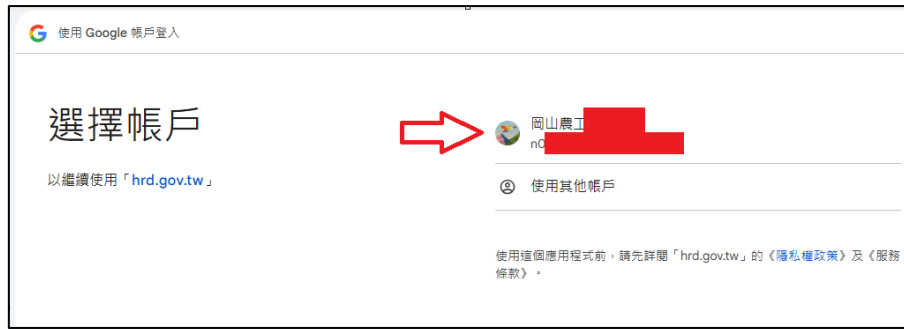 使用 Google 帳戶登入
選擇帳戶
以繼續使用「hrd.gov.tw」
岡山農工
n0
使用其他帳戶
使用這個應用程式前，請先詳閱「hrd.gov.tw」的《隱私權政策》及《服務
條款》。